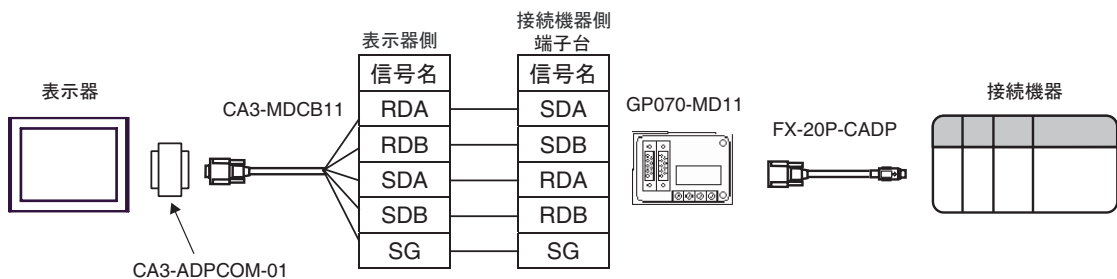 表示器
CA3-ADPCOM-01
CA3-MDCB11
表示器側
信号名
RDA
RDB
SDA
SDB
SG
接続機器側
端子台
信号名
SDA
SDB
RDA
RDB
SG
GP070-MD11
FX-20P-CADP
接続機器